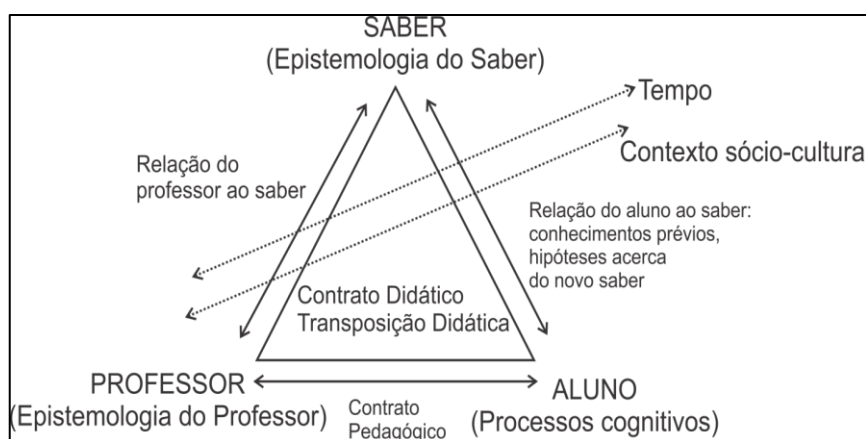 SABER
(Epistemologia do Saber)
Tempo
Contexto sócio-cultura
Relação do
professor ao saber
Relação do aluno ao saber:
conhecimentos prévios,
hipóteses acerca
do novo saber
Contrato Didático
Transposição Didática
PROFESSOR
(Epistemologia do Professor)
Contrato
Pedagógico
ALUNO
(Processos cognitivos)